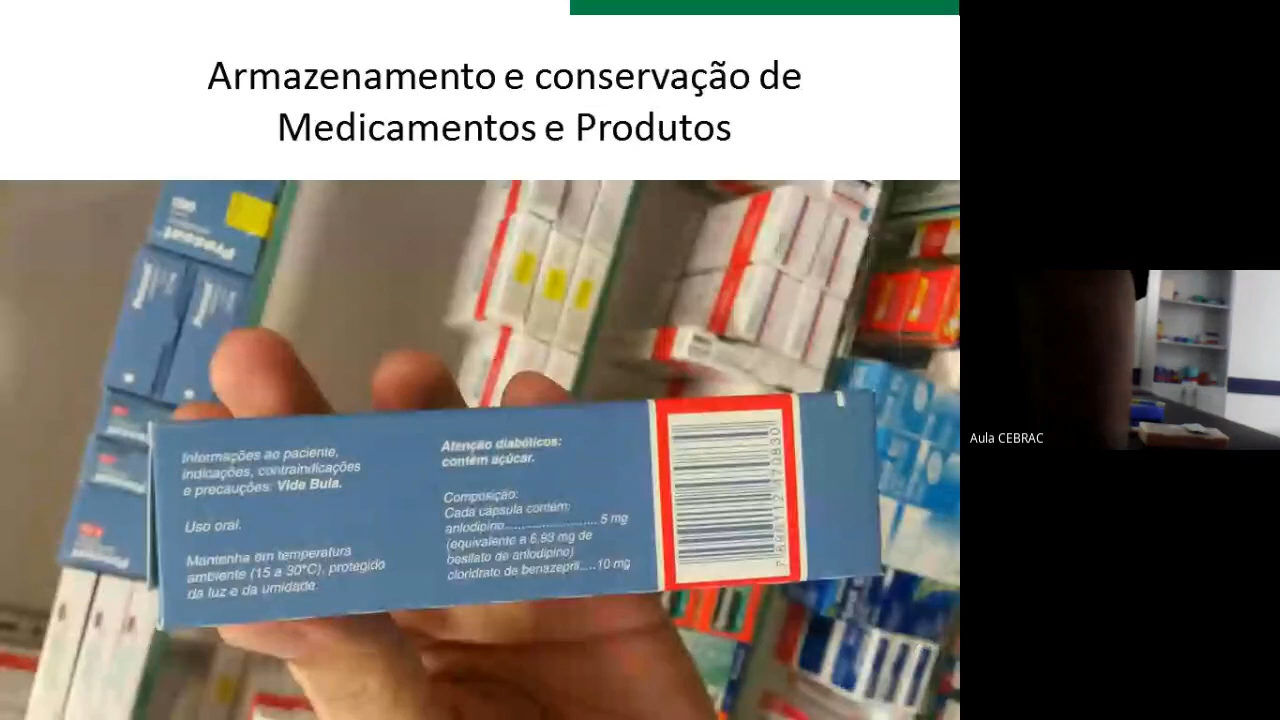 Armazenamento e conservação de
Medicamentos e Produtos
Informações ao paciente,
indicações, contraindicações
e precauções: Vide Bula.
Uso oral.
Mantenha em temperatura
ambiente (15 a 30°C), protegido
da luz e da umidade.
Atenção diabéticos:
contém açúcar.
Composição:
Cada cápsula contém:
anlodipino............................5 mg
(equivalente a 6,93 mg de
besilato de anlodipino)
cloridrato de benazepril....10 mg
Aula CEBRAC